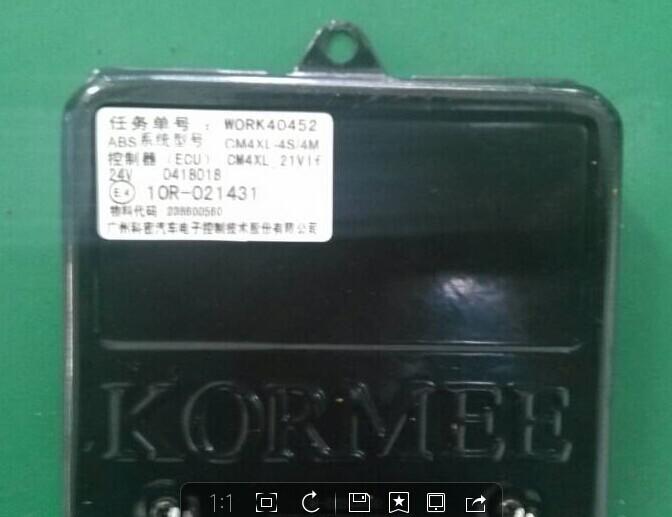 任务单号 : WORK40452
ABS系统型号 CM4XL-4S/4M
控制器 (ECU) CM4XL 21VIf
24V 0418018
E4 10R-021431
物料代码 208600560
广州科密汽车电子控制技术股份有限公司
KORMEE
1:1